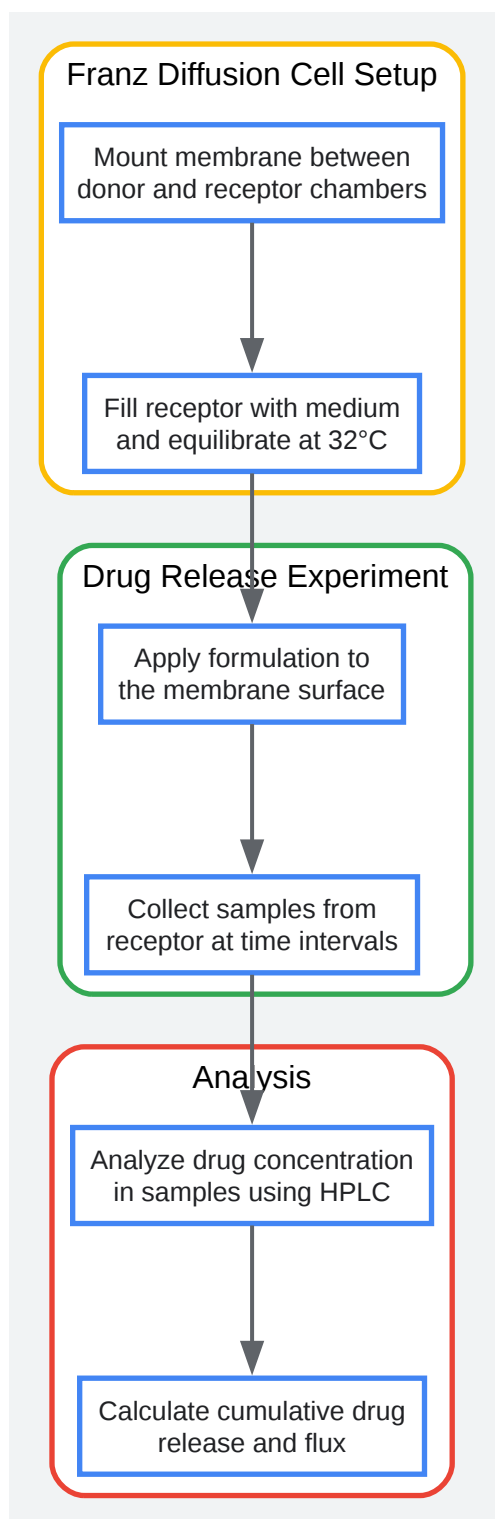 Franz Diffusion Cell Setup
Mount membrane between
donor and receptor chambers
Fill receptor with medium
and equilibrate at 32°C
Drug Release Experiment
Apply formulation to
the membrane surface
Collect samples from
receptor at time intervals
Analysis
Analyze drug concentration
in samples using HPLC
Calculate cumulative drug
release and flux